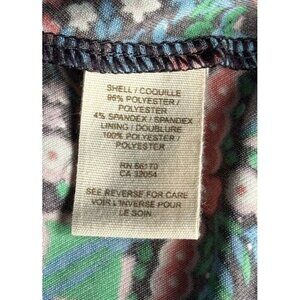 SHELL / COQUILLE
96% POLYESTER /
POLYESTER
4% SPANDEX / SPANDEX
LINING / DOUBLURE
100% POLYESTER /
POLYESTER
RN 66170
CA 32054
SEE REVERSE FOR CARE
VOIR L'INVERSE POUR
LE SOIN